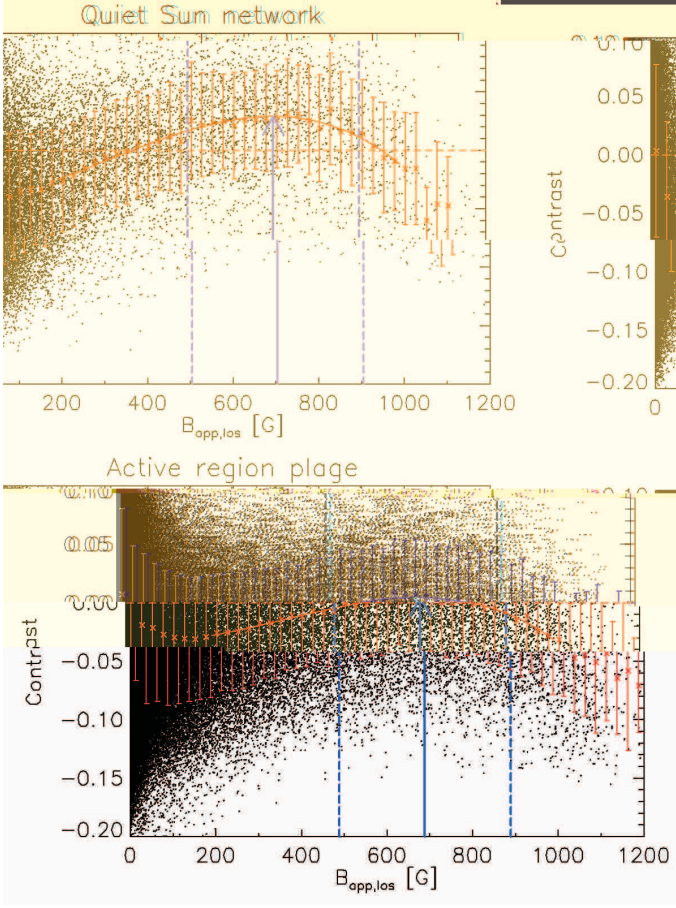 Quiet Sun network
0.10
0.05
0.00
−0.05
−0.10
−0.15
−0.20
Contrast
200 400 600 800 1000 1200
0
B_app,los [G]
Active region plage
0.05
0.00
−0.05
−0.10
−0.15
−0.20
Contrast
0 200 400 600 800 1000 1200
B_app,los [G]